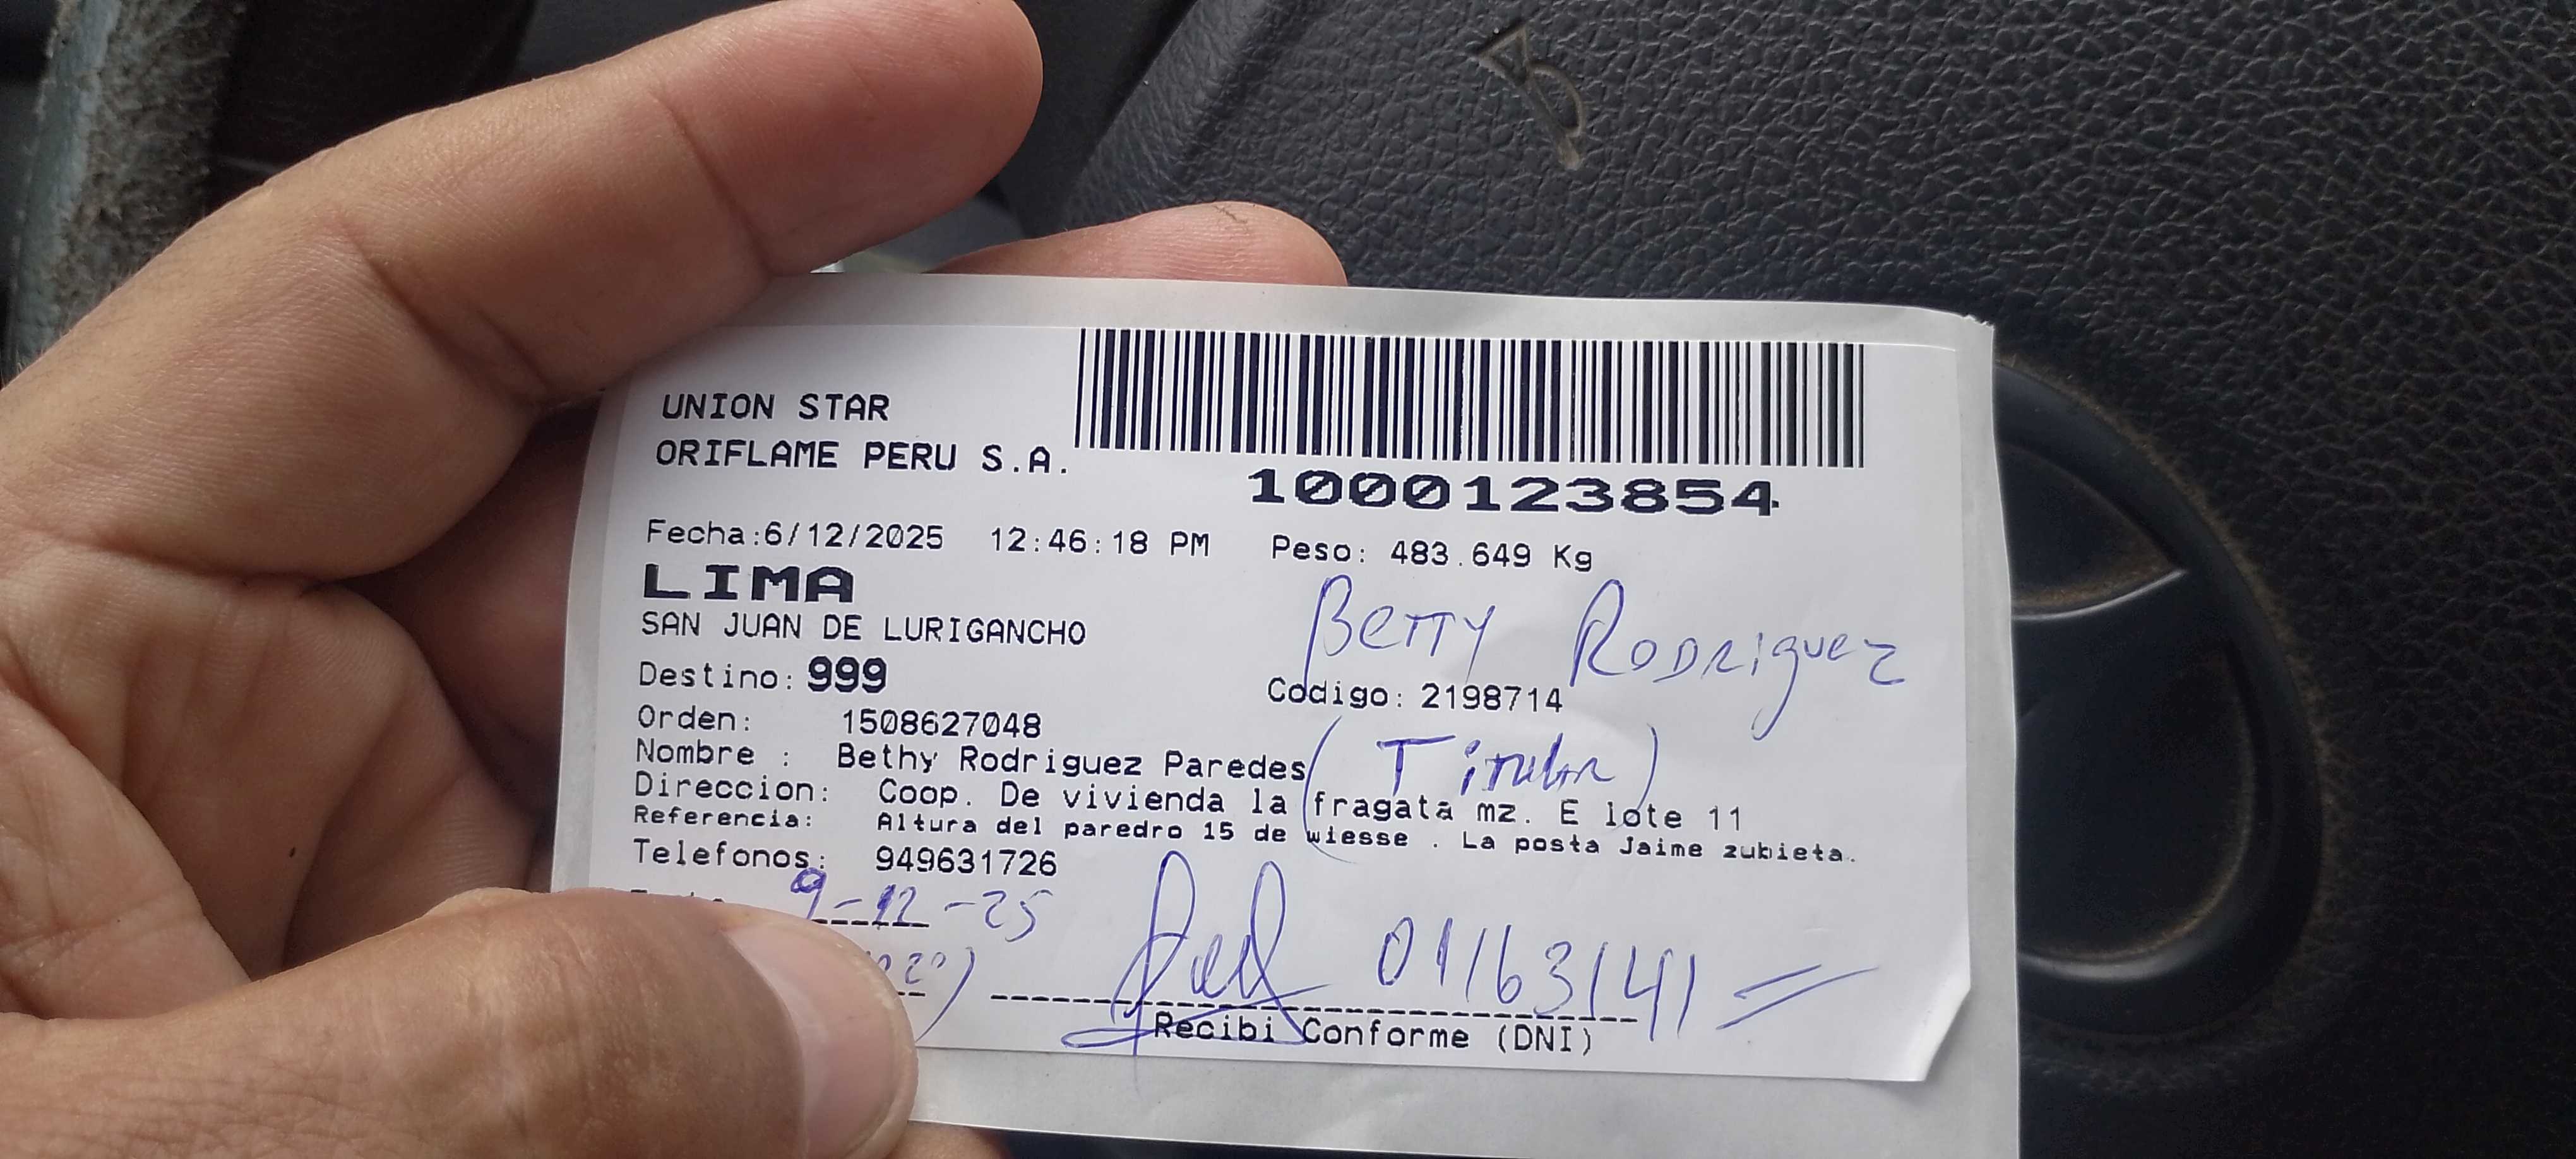 UNION STAR
ORIFLAME PERU S.A.
1000123854
Fecha:6/12/2025 12:46:18 PM Peso: 483.649 Kg
LIMA
SAN JUAN DE LURIGANCHO
Betty Rodriguez
Destino: 999 Codigo: 2198714
Orden: 1508627048
Nombre : Bethy Rodriguez Paredes (Titular)
Direccion: Coop. De vivienda la fragata mz. E lote 11
Referencia: Altura del paredro 15 de wiesse . La posta Jaime zubieta.
Telefonos: 949631726
9-12-25
01163141
Recibi Conforme (DNI)